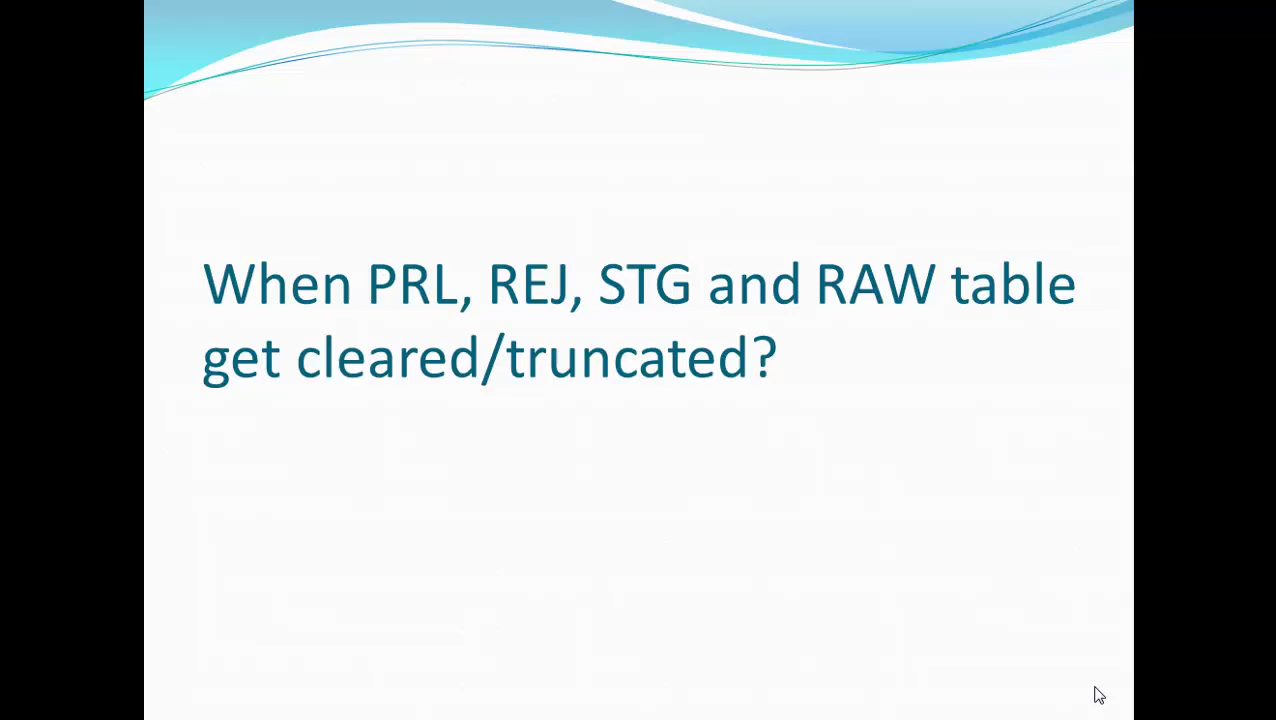 When PRL, REJ, STG and RAW table
get cleared/truncated?